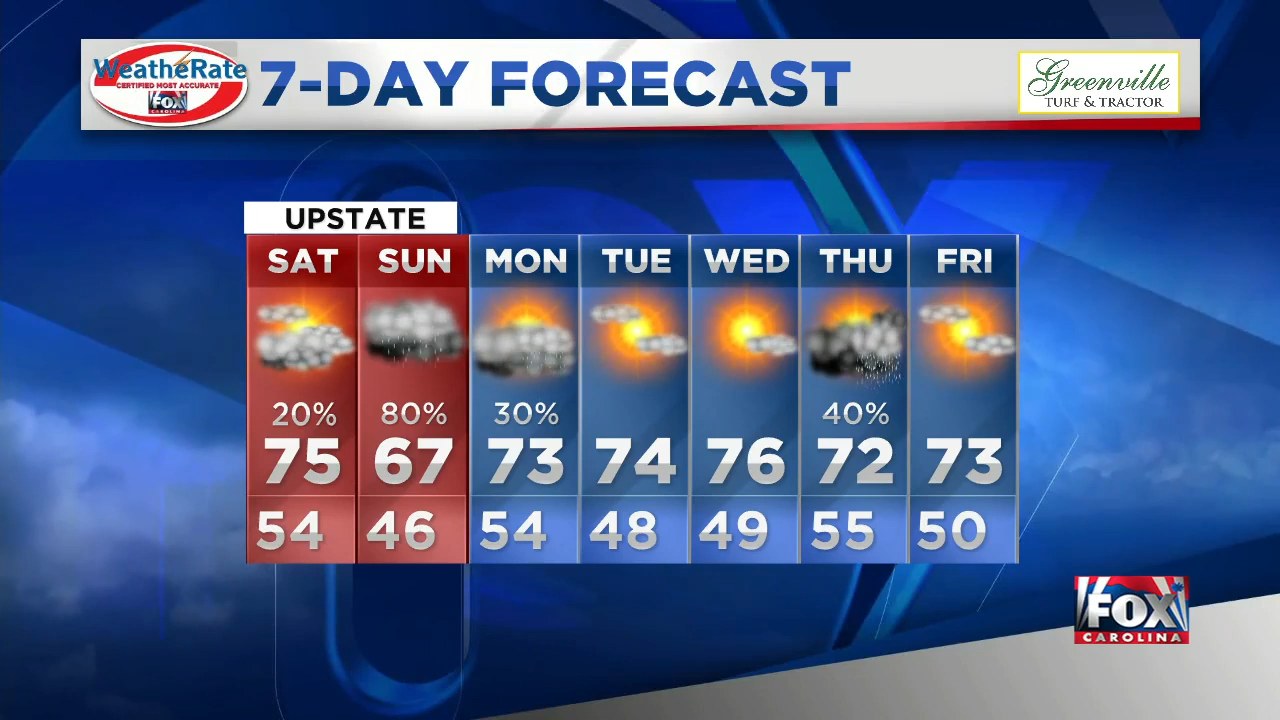 WeatheRate
CERTIFIED MOST ACCURATE
FOX
CAROLINA
7-DAY FORECAST
Greenville
TURF & TRACTOR
UPSTATE
SAT SUN MON TUE WED THU FRI
20% 80% 30% 40%
75 67 73 74 76 72 73
54 46 54 48 49 55 50
FOX
CAROLINA